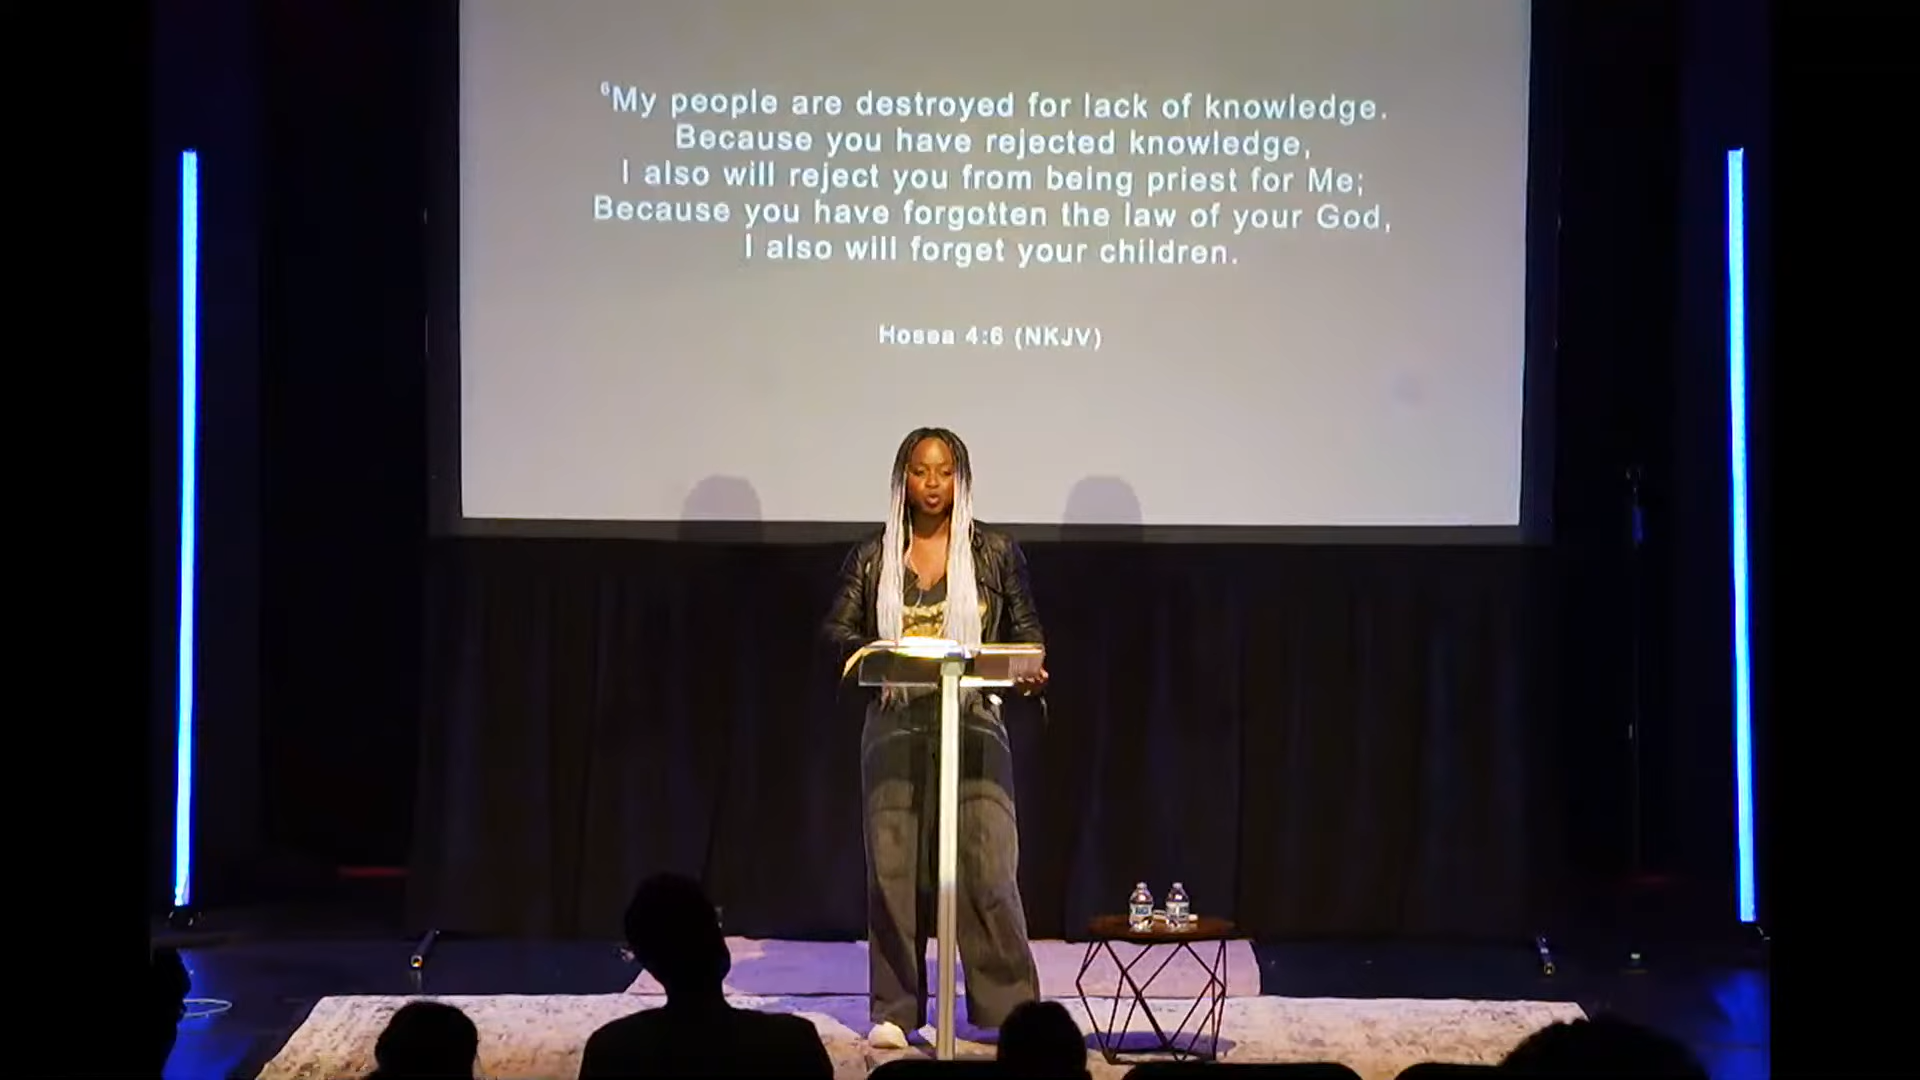 ⁶My people are destroyed for lack of knowledge.
Because you have rejected knowledge,
I also will reject you from being priest for Me;
Because you have forgotten the law of your God,
I also will forget your children.
Hosea 4:6 (NKJV)